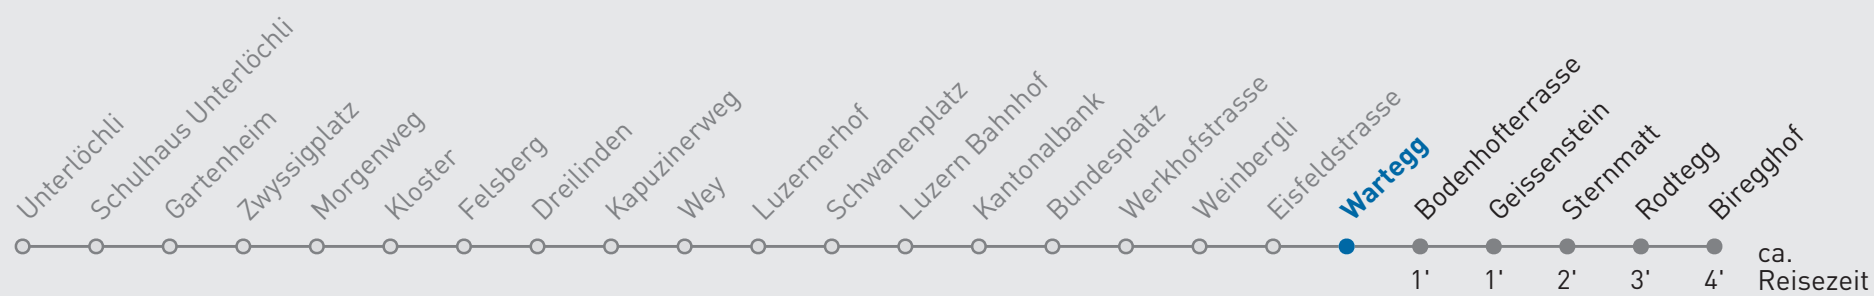 Unterlöchli
Schulhaus Unterlöchli
Gartenheim
Zwyssigplatz
Morgenweg
Kloster
Felsberg
Dreilinden
Kapuzinerweg
Wey
Luzernerhof
Schwanenplatz
Luzern Bahnhof
Kantonalbank
Bundesplatz
Werkhofstrasse
Weinbergli
Eisfeldstrasse
Wartegg
Bodenhofterrasse
Geissenstein
Sternmatt
Rodtegg
Biregghof
1' 1' 2' 3' 4'
ca.
Reisezeit